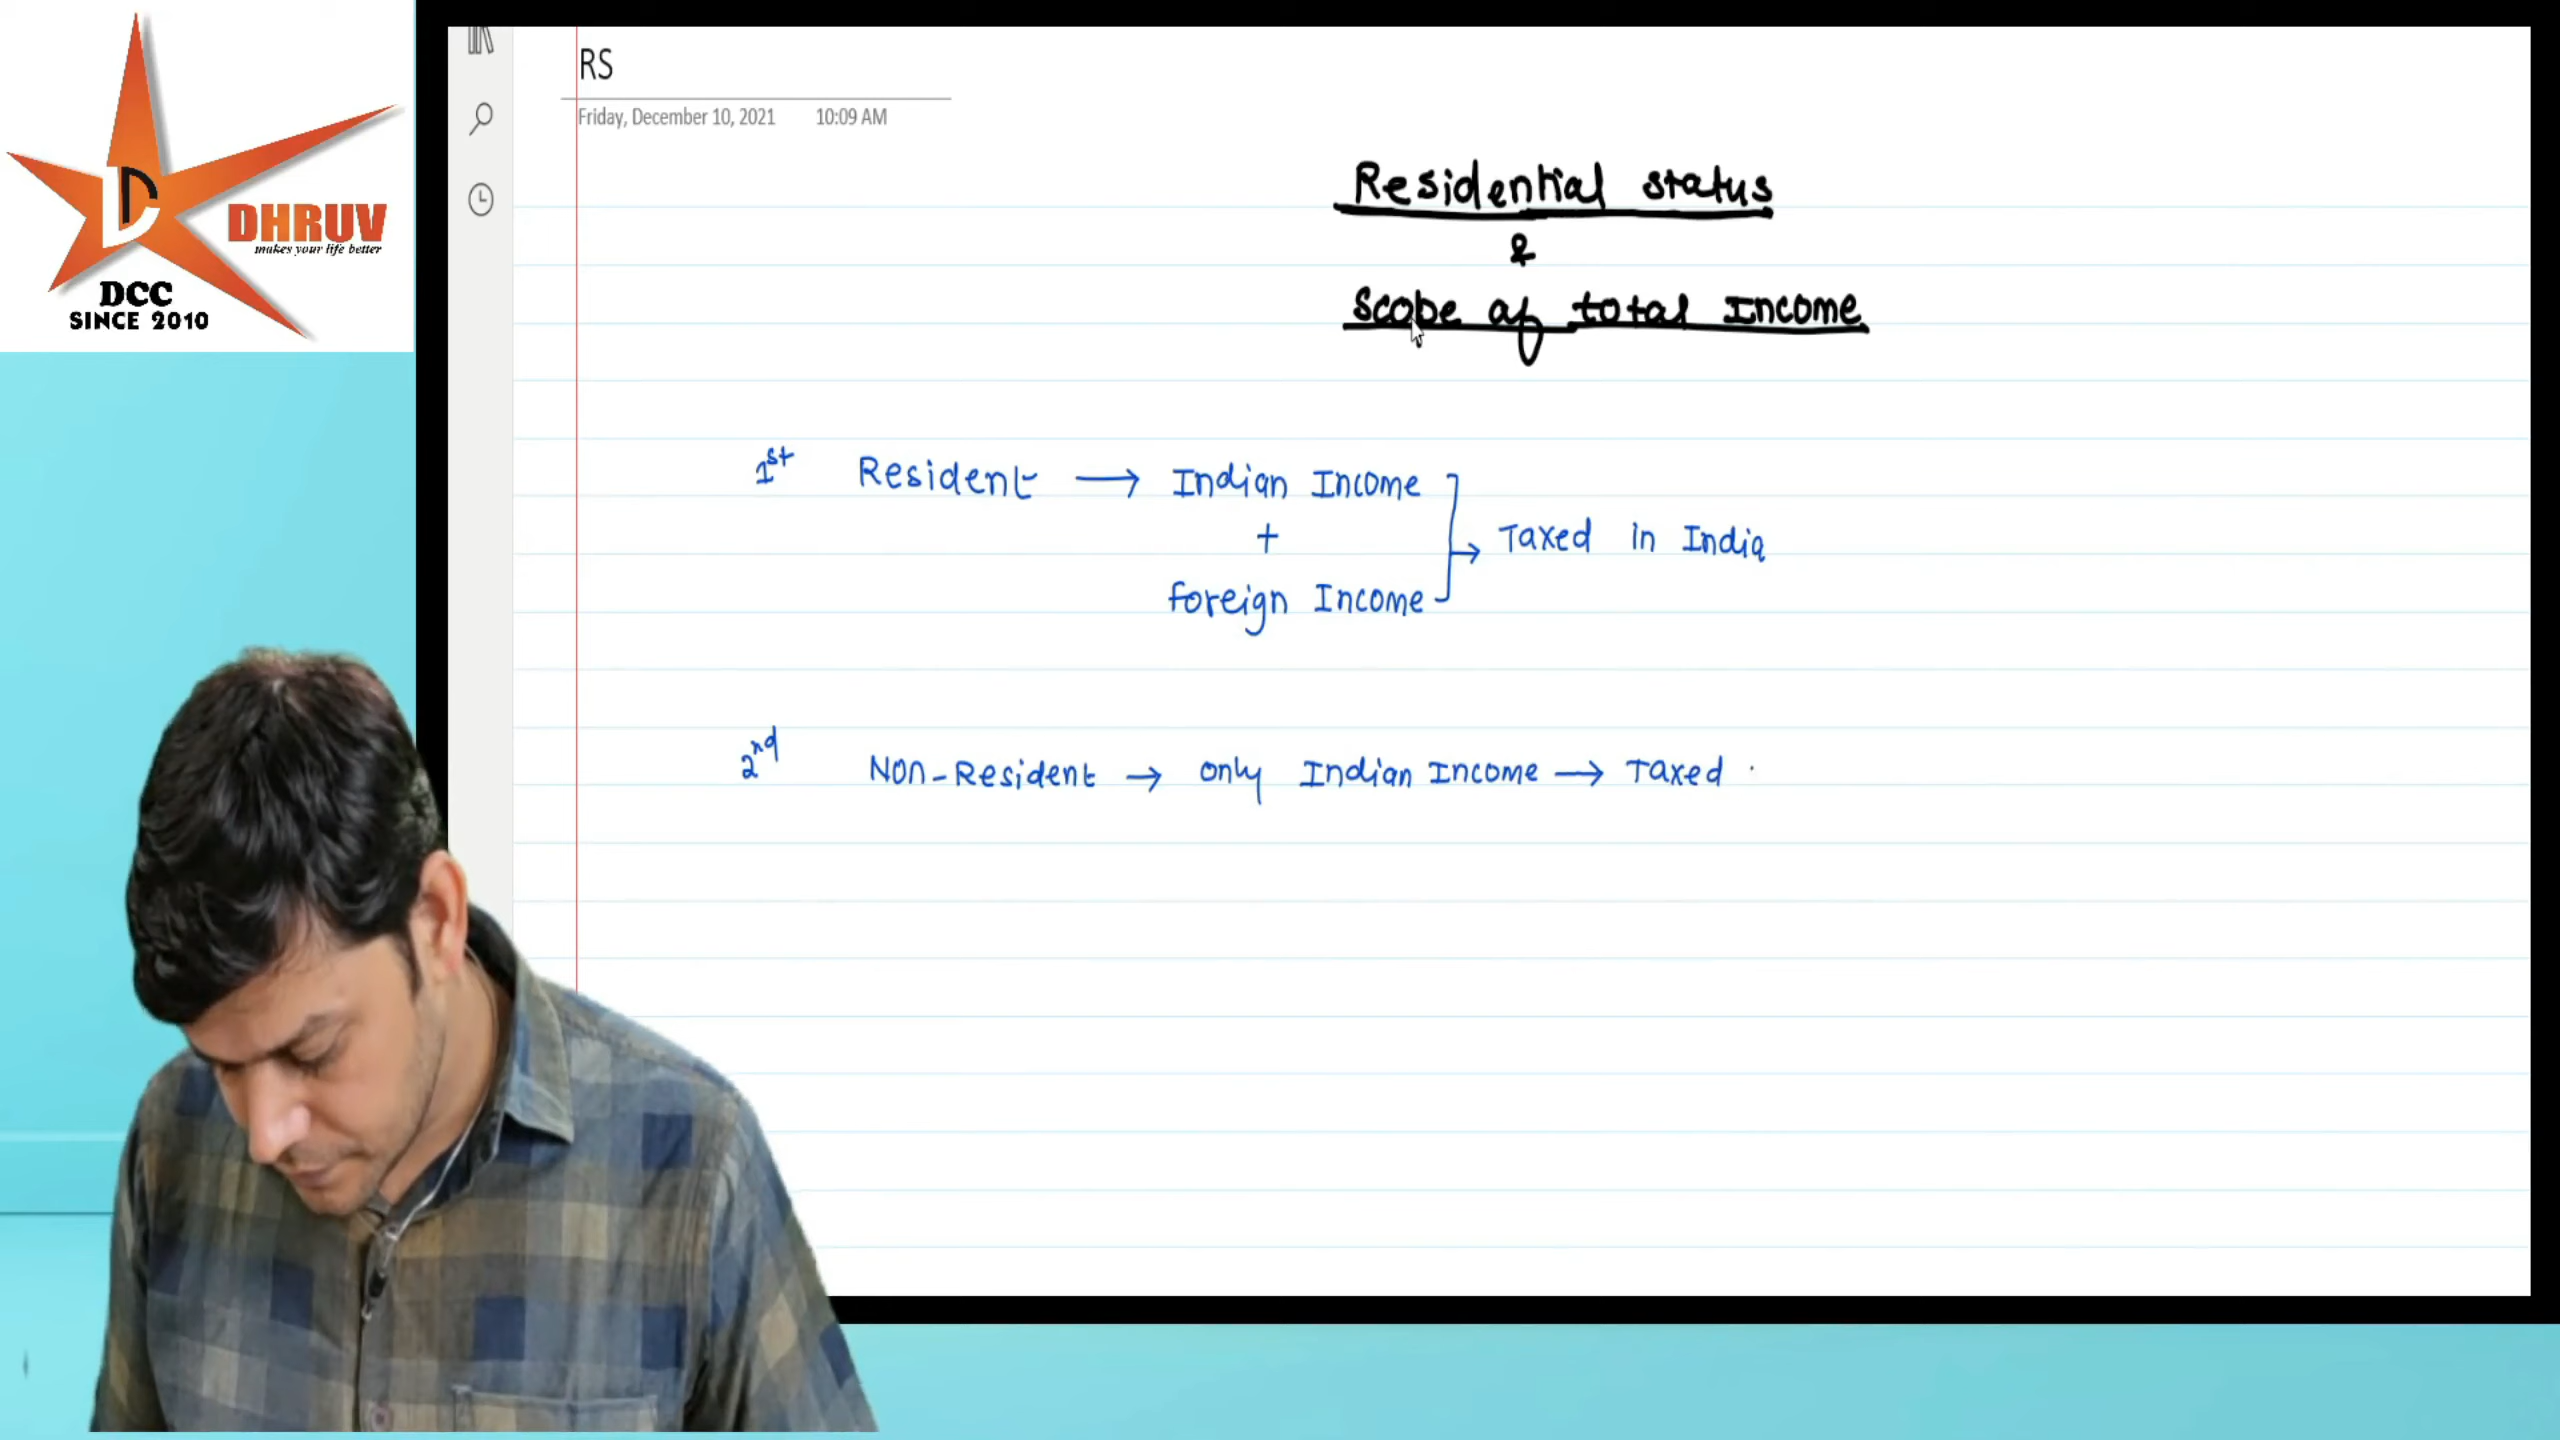 DHRUV
makes your life better
DCC
SINCE 2010
RS
Friday, December 10, 2021 10:09 AM
Residential status
&
Scope of total Income
1st Resident → Indian Income
+
foreign Income
→ Taxed in India
2nd Non-Resident → only Indian Income → Taxed